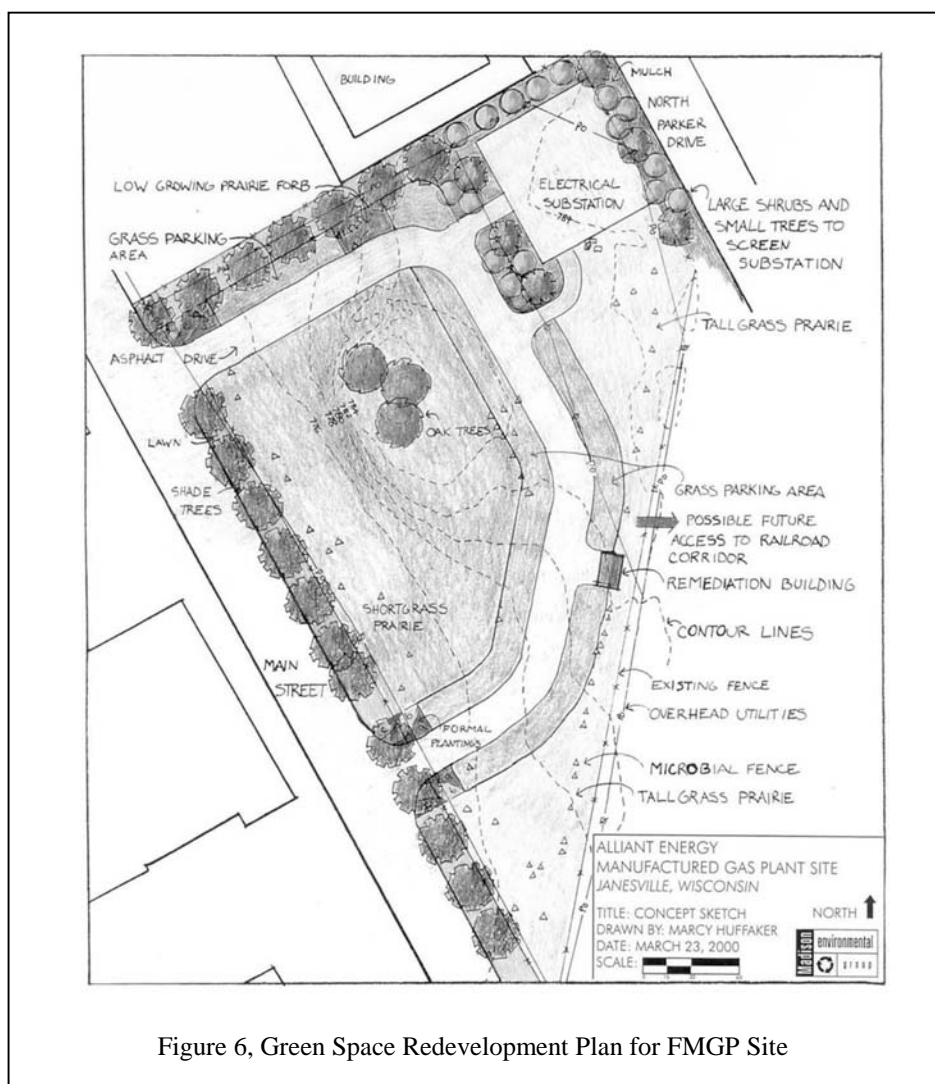 BUILDING
MULCH
NORTH
PARKER
DRIVE
LOW GROWING PRAIRIE FORB
ELECTRICAL
SUBSTATION
LARGE SHRUBS AND
SMALL TREES TO
SCREEN
SUBSTATION
GRASS PARKING
AREA
TALLGRASS PRAIRIE
ASPHALT DRIVE
OAK TREES
LAWN
SHADE
TREES
GRASS PARKING AREA
POSSIBLE FUTURE
ACCESS TO RAILROAD
CORRIDOR
REMEDIATION BUILDING
SHORTGRASS
PRAIRIE
CONTOUR LINES
MAIN
STREET
EXISTING FENCE
OVERHEAD UTILITIES
FORMAL
PLANTINGS
MICROBIAL FENCE
TALLGRASS PRAIRIE
ALLIANT ENERGY
MANUFACTURED GAS PLANT SITE
JANESVILLE, WISCONSIN
TITLE: CONCEPT SKETCH
NORTH
DRAWN BY: MARCY HUFFAKER
DATE: MARCH 23, 2000
SCALE:
Madison
environmental
group
Figure 6, Green Space Redevelopment Plan for FMGP Site